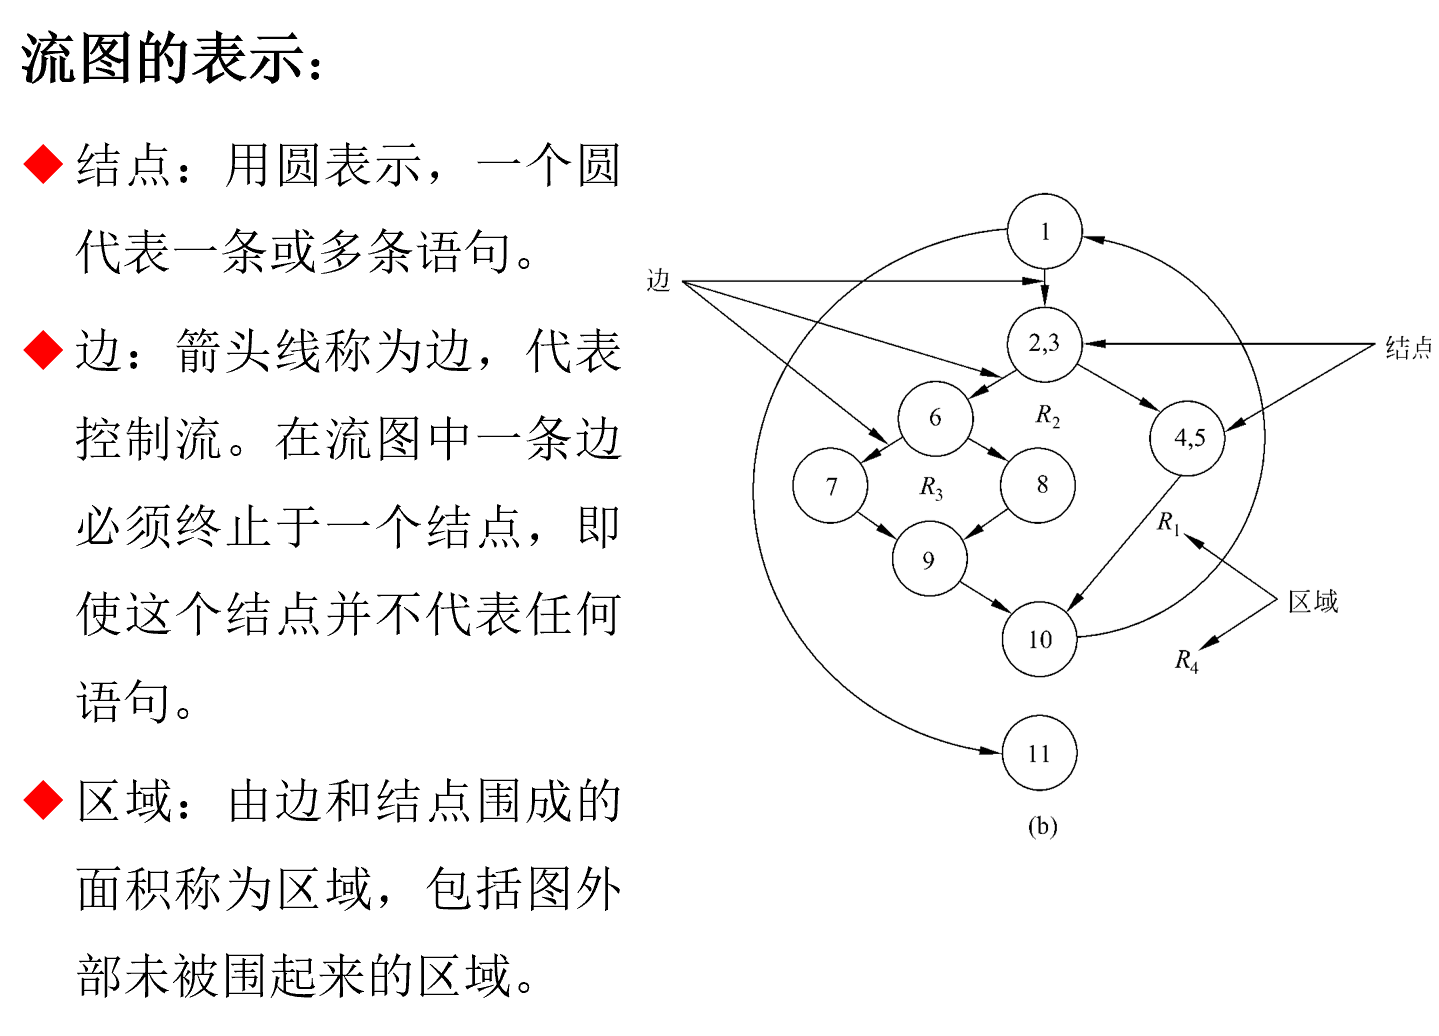 流图的表示：
结点：用圆表示，一个圆
代表一条或多条语句。
边：箭头线称为边，代表
控制流。在流图中一条边
必须终止于一个结点，即
使这个结点并不代表任何
语句。
区域：由边和结点围成的
面积称为区域，包括图外
部未被围起来的区域。
1
边
2,3
结点
6
R2
4,5
7
R3
8
R1
9
区域
10
R4
11
(b)